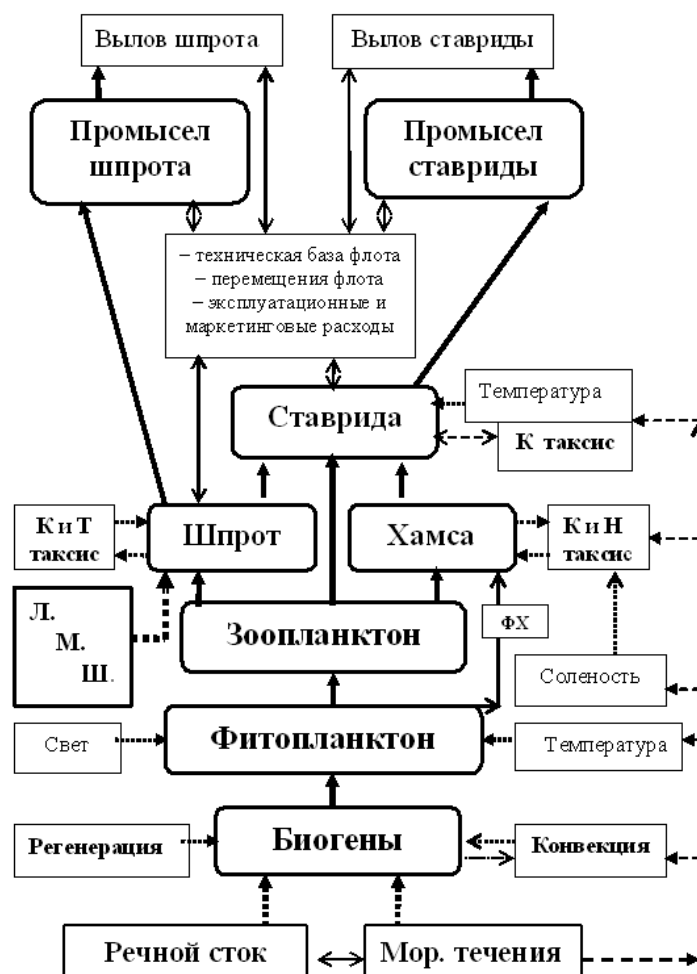 Вылов шпрота
Вылов ставриды
Промысел
шпрота
Промысел
ставриды
– техническая база флота
– перемещения флота
– эксплуатационные и
маркетинговые расходы
Ставрида
Температура
К таксис
К и Т
таксис
Шпрот
Хамса
К и Н
таксис
Л.
М.
Ш.
Зоопланктон
ФХ
Соленость
Свет
Фитопланктон
Температура
Регенерация
Биогены
Конвекция
Речной сток
Мор. течения